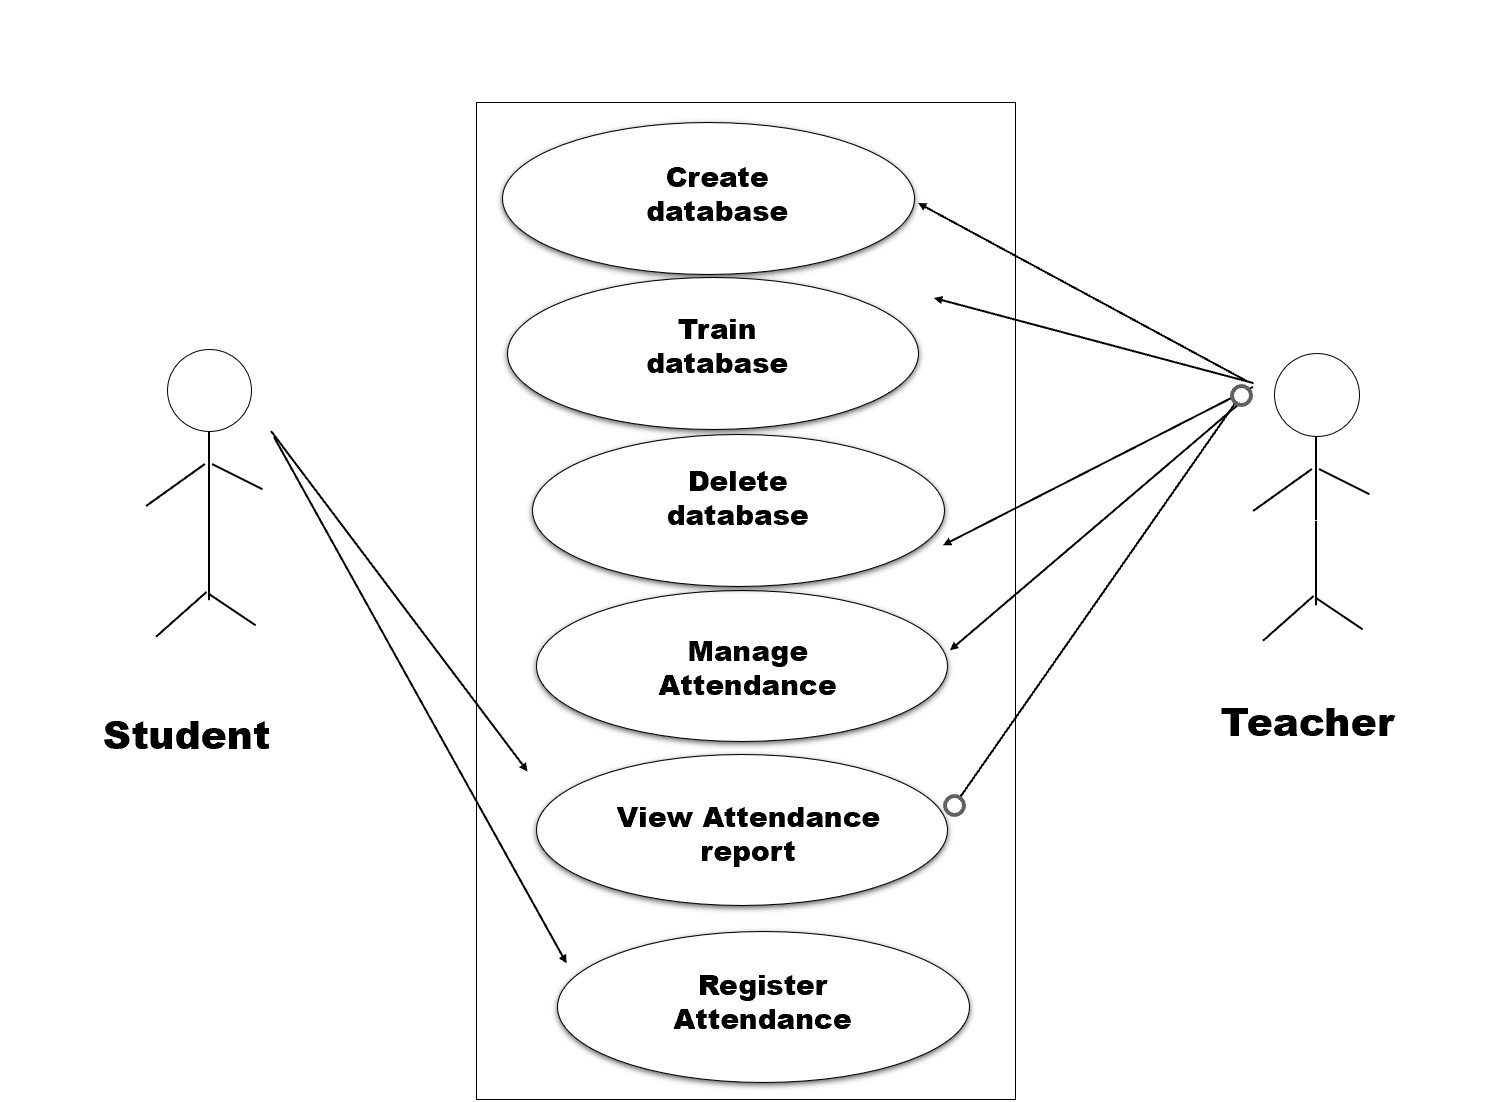 Create
database
Train
database
Delete
database
Manage
Attendance
View Attendance
report
Register
Attendance
Student
Teacher